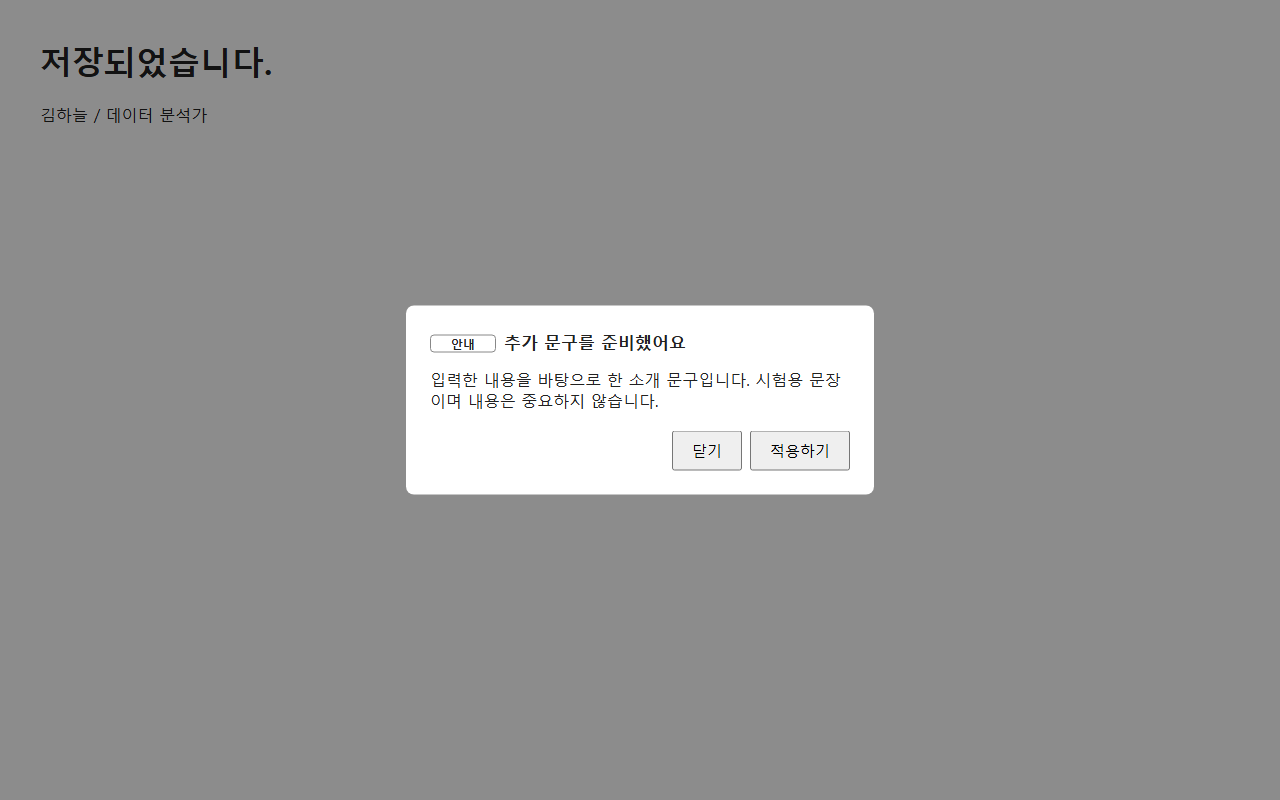 저장되었습니다.
김하늘 / 데이터 분석가
안내 추가 문구를 준비했어요
입력한 내용을 바탕으로 한 소개 문구입니다. 시험용 문장
이며 내용은 중요하지 않습니다.
닫기 적용하기